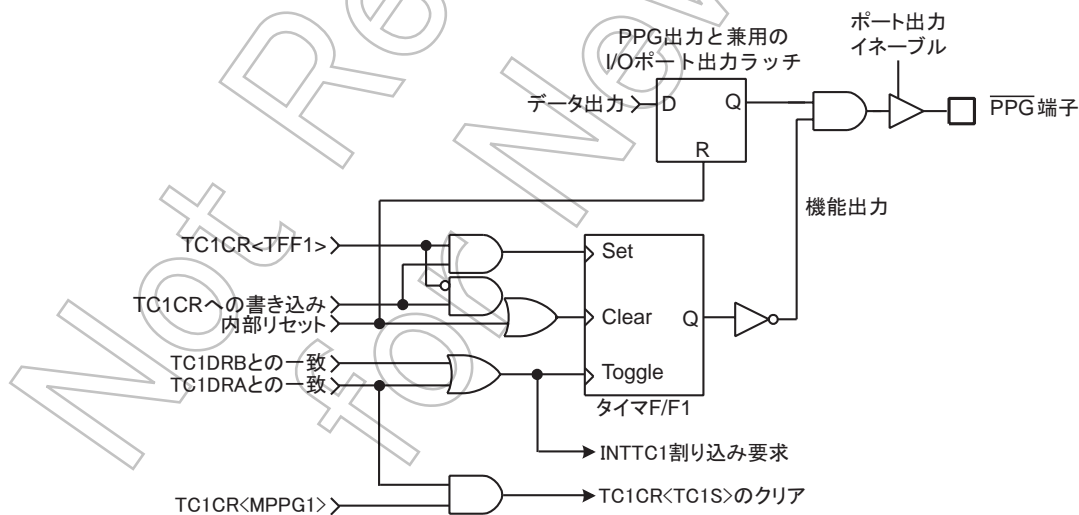 ポート出力
イネーブル
PPG出力と兼用の
I/Oポート出力ラッチ
データ出力
D
Q
R
PPG端子
機能出力
TC1CR<TFF1>
TC1CRへの書き込み
内部リセット
TC1DRBとの一致
TC1DRAとの一致
Set
Clear
Q
Toggle
タイマF/F1
INTTC1割り込み要求
TC1CR<MPPG1>
TC1CR<TC1S>のクリア
Not Re
for Ne